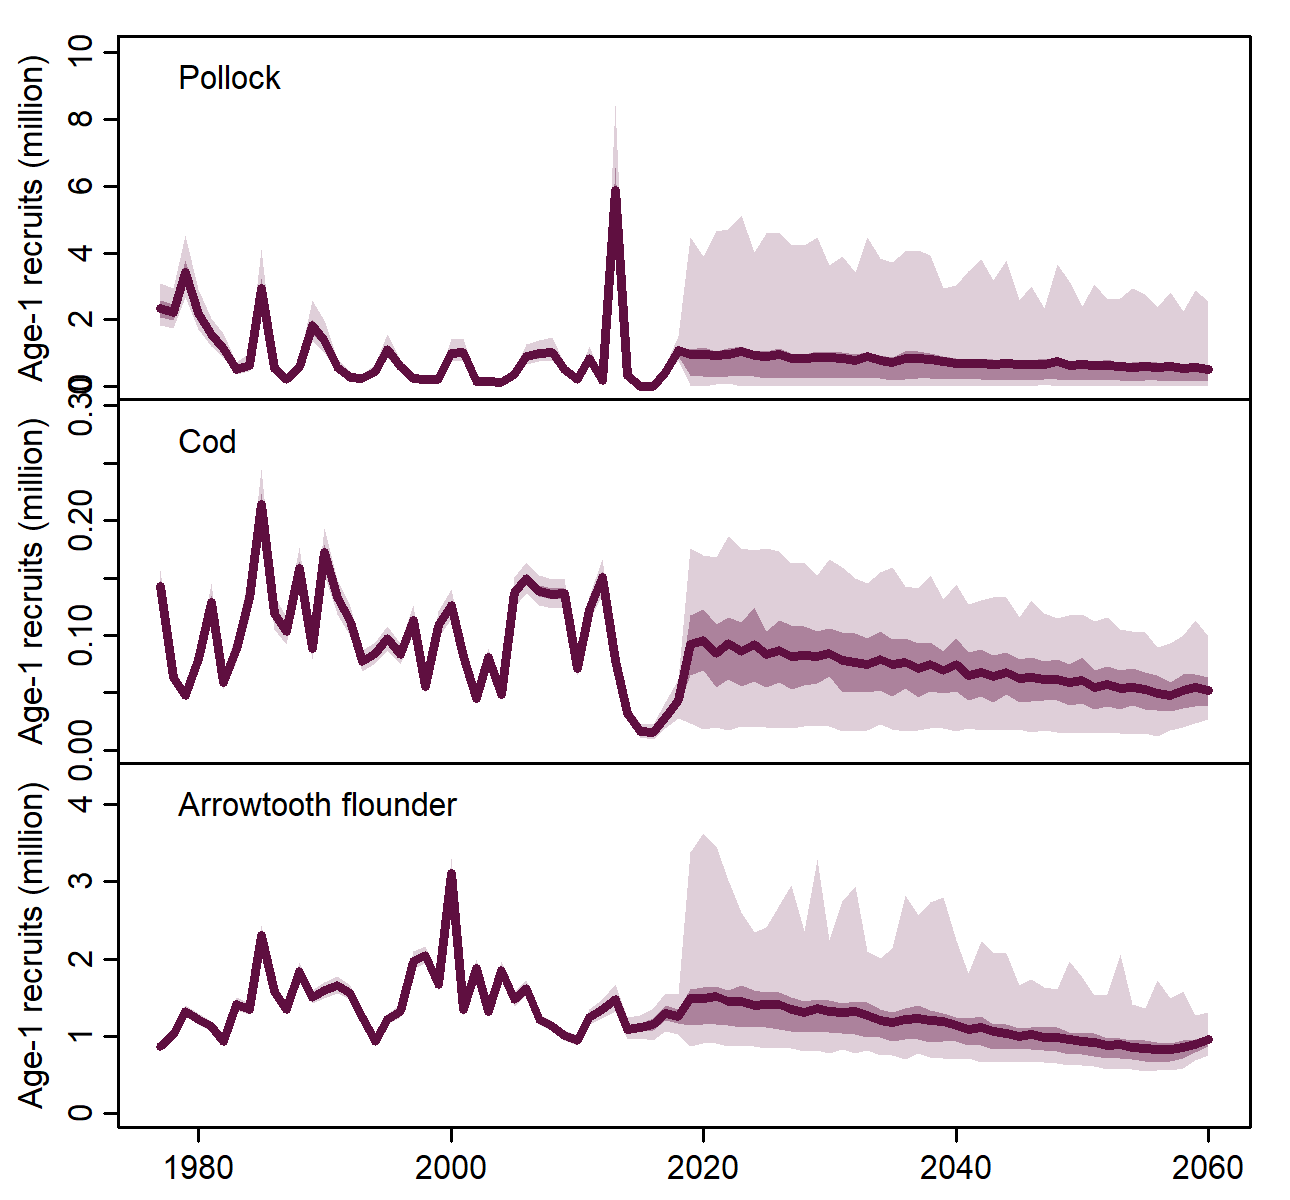 Age-1 recruits (million)
10
8
6
4
2
0
Pollock
Age-1 recruits (million)
0.30
0.20
0.10
0.00
Cod
Age-1 recruits (million)
4
3
2
1
0
Arrowtooth flounder
1980 2000 2020 2040 2060